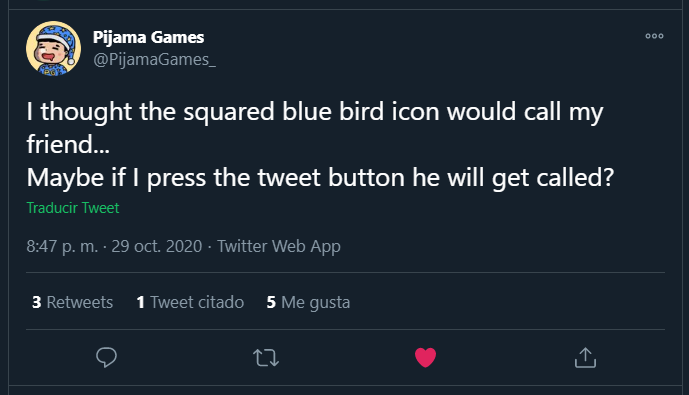 Pijama Games
@PijamaGames_
I thought the squared blue bird icon would call my
friend...
Maybe if I press the tweet button he will get called?
Traducir Tweet
8:47 p. m. · 29 oct. 2020 · Twitter Web App
3 Retweets 1 Tweet citado 5 Me gusta